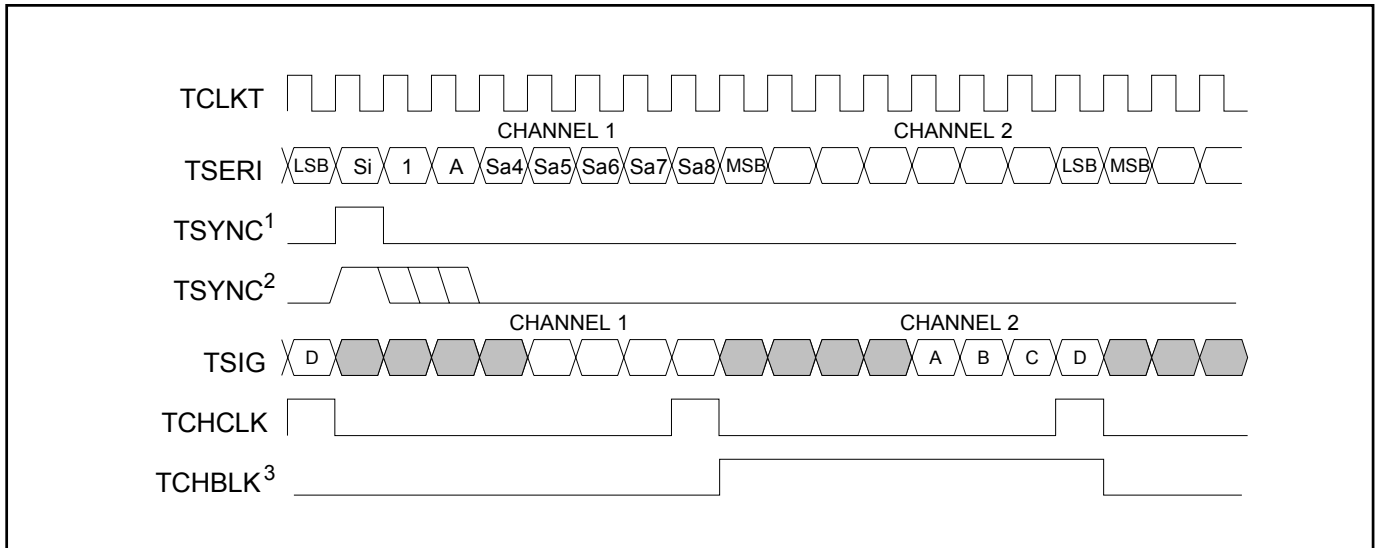 TCLKT
CHANNEL 1 CHANNEL 2
TSERI LSB Si 1 A Sa4 Sa5 Sa6 Sa7 Sa8 MSB LSB MSB
TSYNC1
TSYNC2
CHANNEL 1 CHANNEL 2
TSIG D A B C D
TCHCLK
TCHBLK3